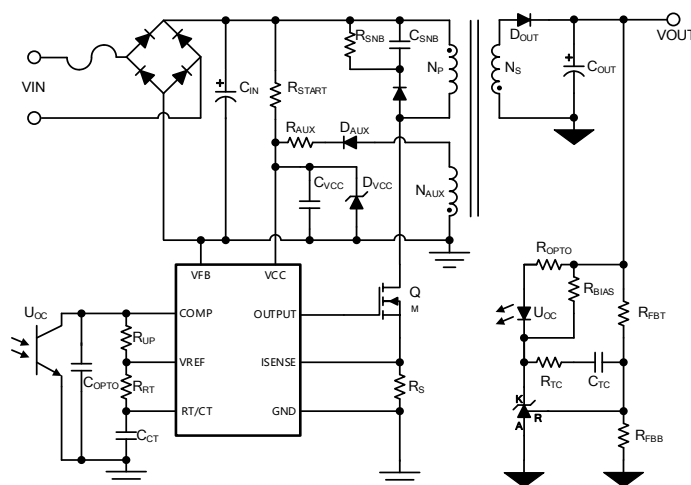 RSNB
CSNB
DOUT
VOUT
VIN
CIN
RSTART
NP
NS
COUT
RAUX
DAUX
CVCC
DVCC
NAUX
VFB
VCC
ROPTO
RBIAS
UOC
COMP
OUTPUT
Q
M
UOC
RFBT
RUP
COPTO
VREF
ISENSE
RRT
RS
RTC
CTC
RT/CT
GND
K
R
A
CCT
RFBB
+
+